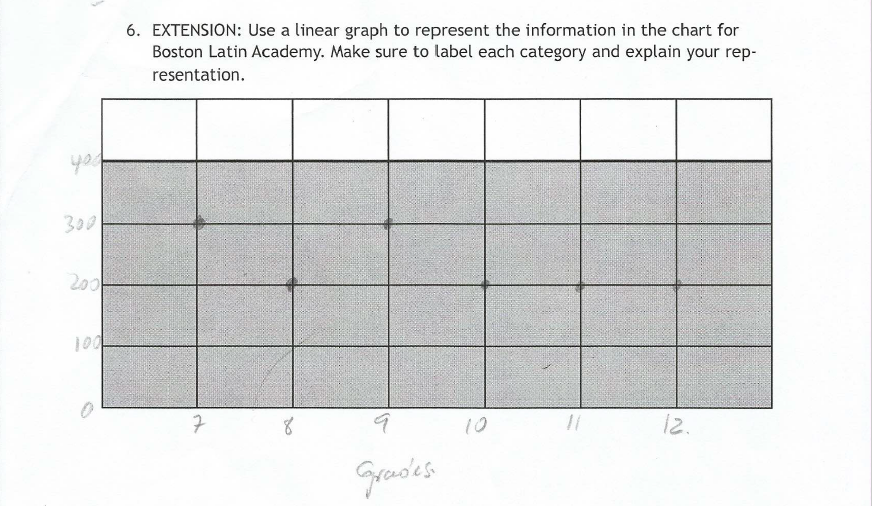 6. EXTENSION: Use a linear graph to represent the information in the chart for
Boston Latin Academy. Make sure to label each category and explain your rep-
resentation.
400
300
200
100
0
7 8 9 10 11 12.
Grades